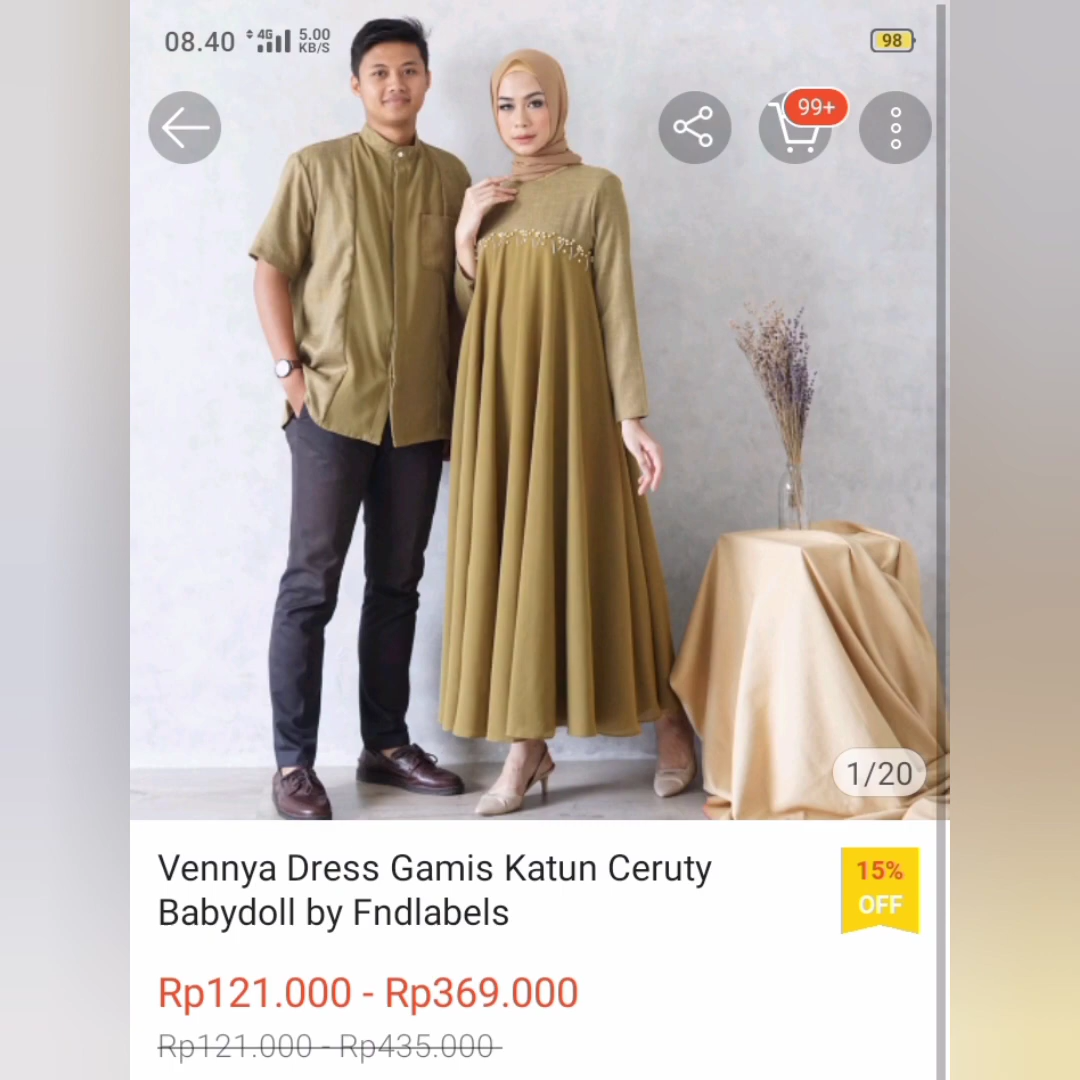 08.40 4G 5.00
KB/S
98
99+
1/20
Vennya Dress Gamis Katun Ceruty
Babydoll by Fndlabels
15%
OFF
Rp121.000 - Rp369.000
Rp121.000 - Rp435.000